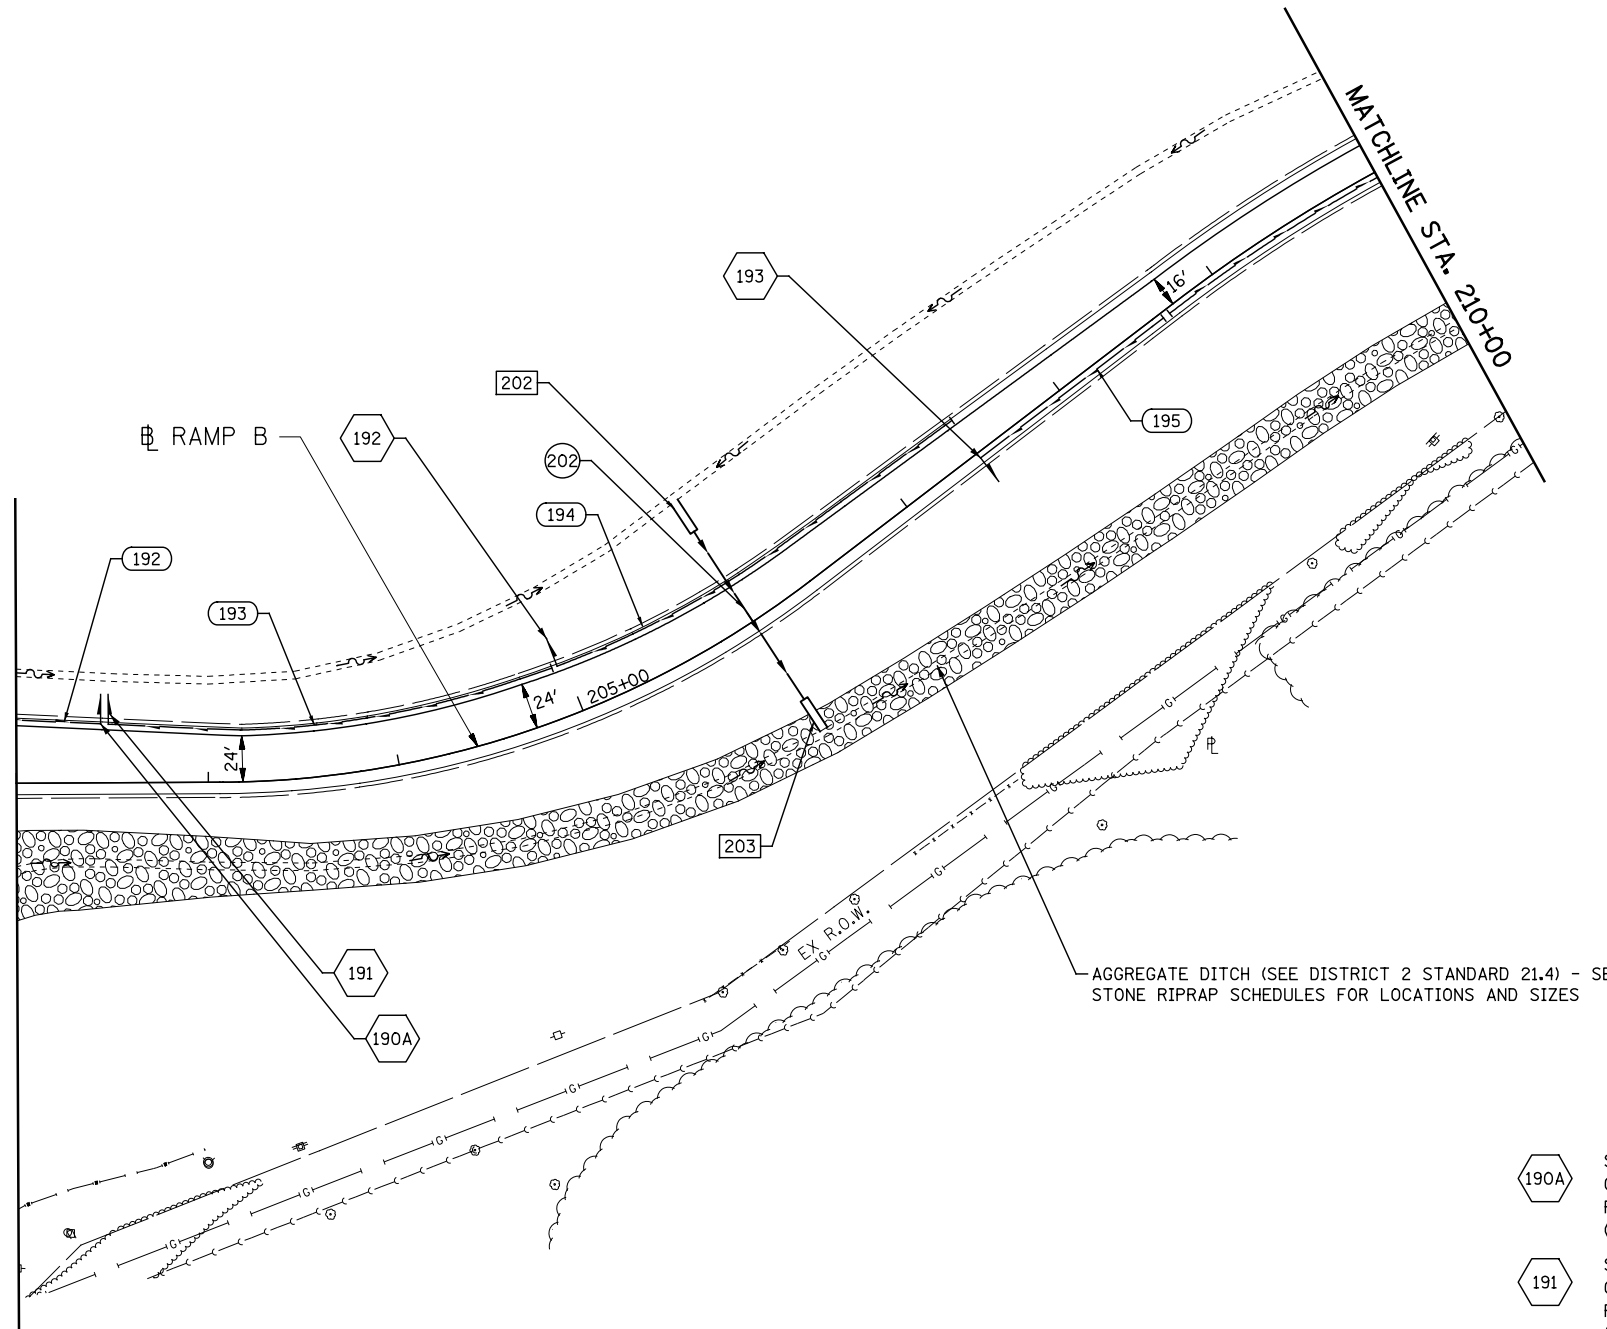 MATCHLINE STA. 210+00
193
16'
202
195
℄ RAMP B
192
202
194
192
193
205+00
24'
24'
203
191
190A
EX R.O.W.
AGGREGATE DITCH (SEE DISTRICT 2 STANDARD 21.4) - SE
STONE RIPRAP SCHEDULES FOR LOCATIONS AND SIZES
G
G
G
G
G
G
G
G
G
G
G
G
G
190A
191